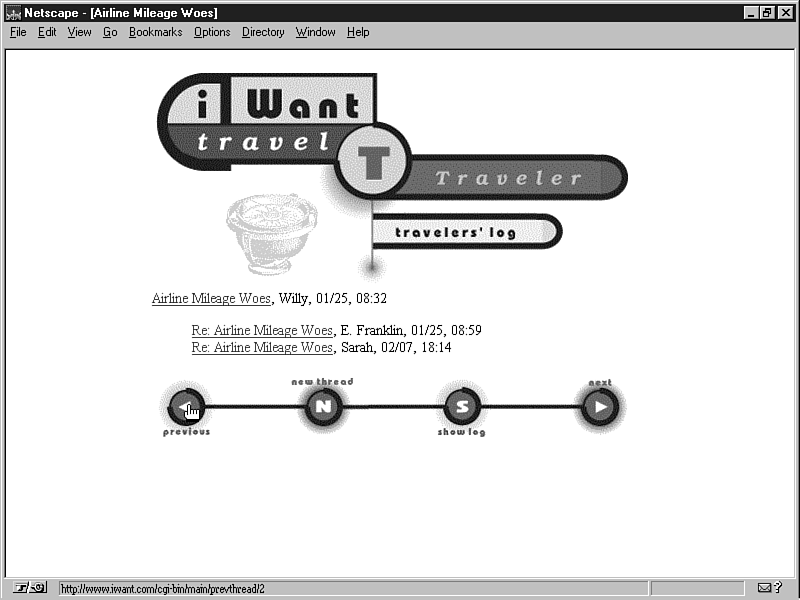 Netscape - [Airline Mileage Woes]
File Edit View Go Bookmarks Options Directory Window Help
i Want
travel
T Traveler
travelers' log
Airline Mileage Woes, Willy, 01/25, 08:32
Re: Airline Mileage Woes, E. Franklin, 01/25, 08:59
Re: Airline Mileage Woes, Sarah, 02/07, 18:14
new thread next
N S
previous show log
http://www.iwant.com/cgi-bin/main/prevthread/2
?